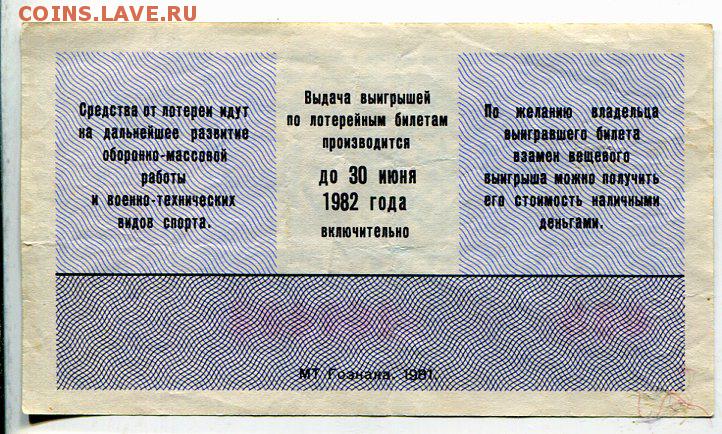 COINS.LAVE.RU
Средства от лотереи идут
на дальнейшее развитие
оборонно-массовой
работы
и военно-технических
видов спорта.
Выдача выигрышей
по лотерейным билетам
производится
до 30 июня
1982 года
включительно
По желанию владельца
выигравшего билета
взамен вещевого
выигрыша можно получить
его стоимость наличными
деньгами.
МТ Гознака. 1981.